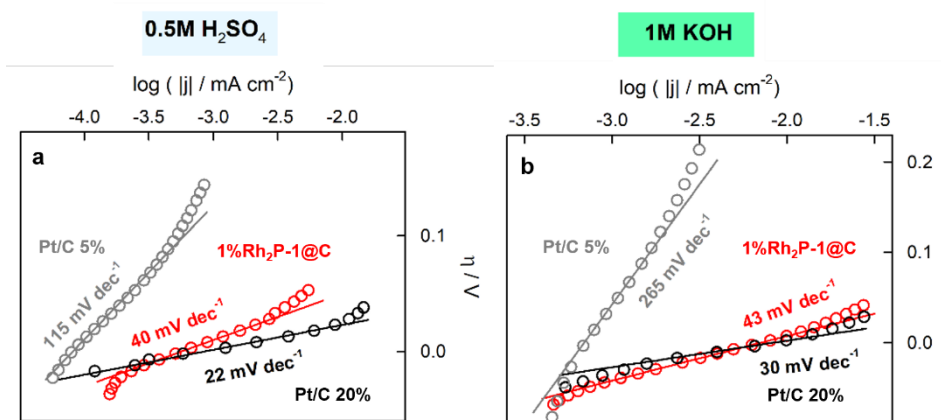 0.5M H₂SO₄
1M KOH
log ( |j| / mA cm⁻²)
log ( |j| / mA cm⁻²)
-4.0 -3.5 -3.0 -2.5 -2.0
-3.5 -3.0 -2.5 -2.0 -1.5
a
b
0.2
Pt/C 5%
1%Rh₂P-1@C
0.1
115 mV dec⁻¹
40 mV dec⁻¹
22 mV dec⁻¹
0.0
Pt/C 20%
η / V
Pt/C 5%
265 mV dec⁻¹
1%Rh₂P-1@C
0.1
43 mV dec⁻¹
0.0
30 mV dec⁻¹
Pt/C 20%